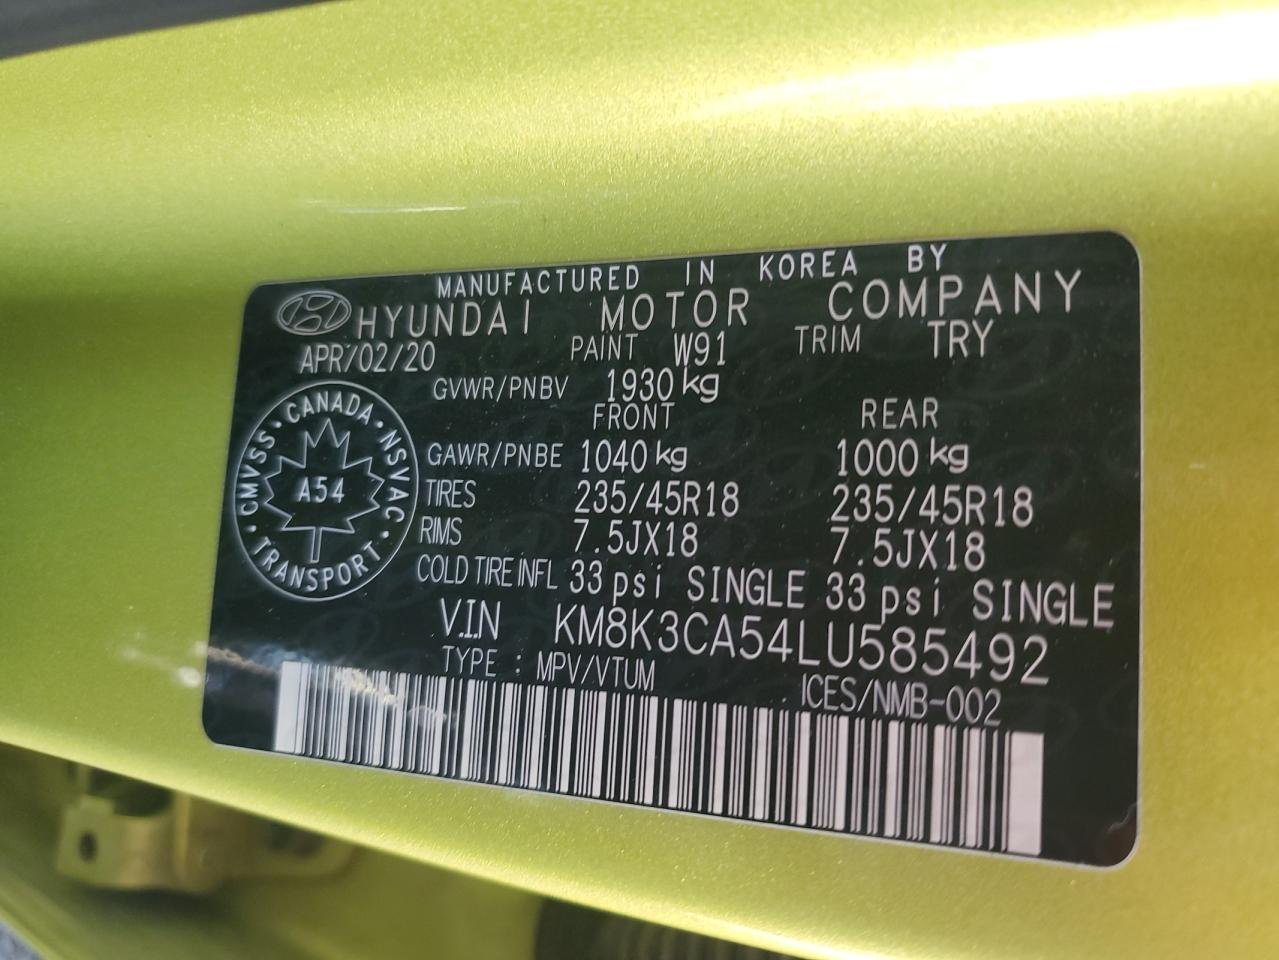 MANUFACTURED IN KOREA BY
HYUNDAI MOTOR COMPANY
APR/02/20 PAINT W91 TRIM TRY
GVWR/PNBV 1930 kg
FRONT REAR
GAWR/PNBE 1040 kg 1000 kg
TIRES 235/45R18 235/45R18
RIMS 7.5JX18 7.5JX18
COLD TIRE INFL 33 psi SINGLE 33 psi SINGLE
V.I.N KM8K3CA54LU585492
TYPE : MPV/VTUM ICES/NMB-002
CANADA · NSVAC · TRANSPORT · CMVSS ·
A54